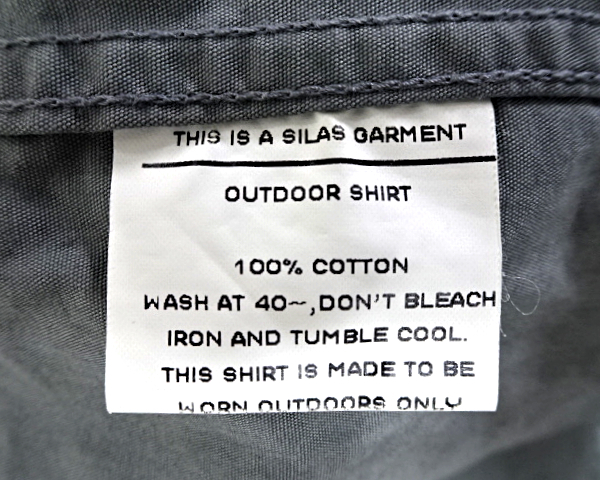 THIS IS A SILAS GARMENT
OUTDOOR SHIRT
100% COTTON
WASH AT 40~,DON'T BLEACH
IRON AND TUMBLE COOL.
THIS SHIRT IS MADE TO BE
WORN OUTDOORS ONLY